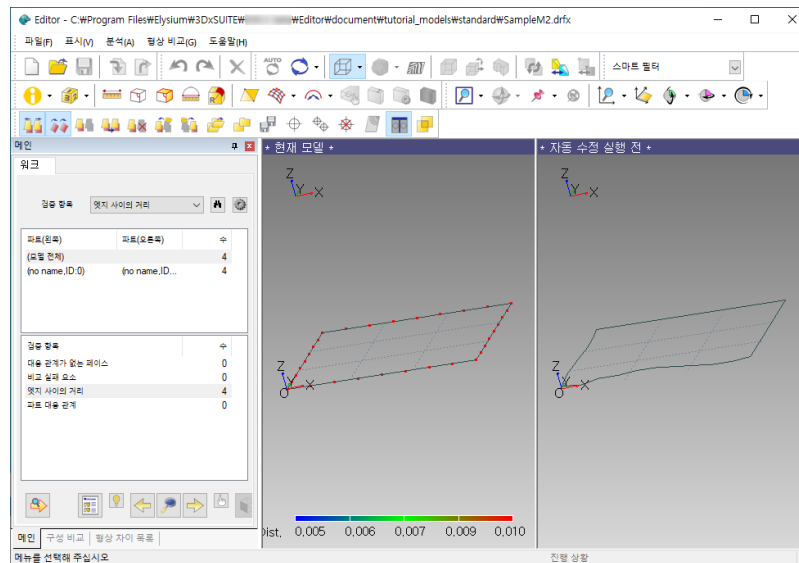 Editor - C:₩Program Files₩Elysium₩3DxSUITE₩ ₩Editor₩document₩tutorial_models₩standard₩SampleM2.drfx
파일(F) 표시(V) 분석(A) 형상 비교(G) 도움말(H)
AUTO 스마트 필터
메인
워크
검증 항목 엣지 사이의 거리
파트(왼쪽) 파트(오른쪽) 수
(모델 전체) 4
(no name,ID:0) (no name,ID... 4
검증 항목 수
대응 관계가 없는 페이스 0
비교 실패 요소 0
엣지 사이의 거리 4
파트 대응 관계 0
메인 구성 비교 형상 차이 목록
* 현재 모델 *
Z
Y X
Z
Y X
O
Dist. 0,005 0,006 0,007 0,009 0,010
* 자동 수정 실행 전 *
Z
Y X
Z
Y X
O
메뉴를 선택해 주십시오 진행 상황